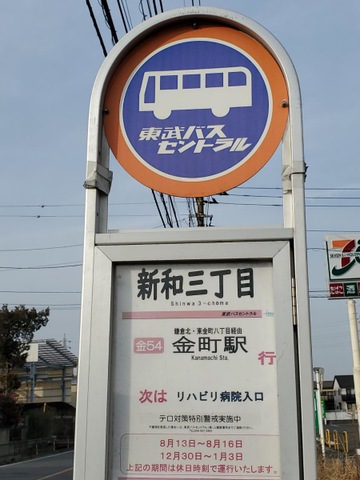 東武バス
セントラル
新和三丁目
Shinwa 3-chome
東武バスセントラル
鎌倉北・東金町八丁目経由
金54
金町駅
行
Kanamachi Sta.
次は リハビリ病院入口
テロ対策特別警戒実施中
8月13日～8月16日
12月30日～1月3日
上記の期間は休日時刻で運行いたします。
酒